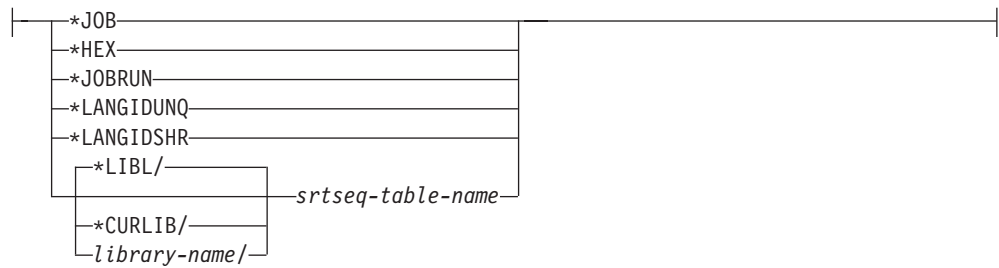 *JOB
*HEX
*JOBRUN
*LANGIDUNQ
*LANGIDSHR
*LIBL/
srtseq-table-name
*CURLIB/
library-name/